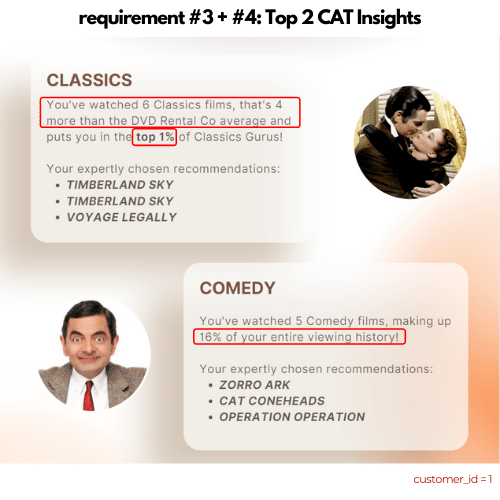 requirement #3 + #4: Top 2 CAT Insights
CLASSICS
You've watched 6 Classics films, that's 4
more than the DVD Rental Co average and
puts you in the top 1% of Classics Gurus!
Your expertly chosen recommendations:
• TIMBERLAND SKY
• TIMBERLAND SKY
• VOYAGE LEGALLY
COMEDY
You've watched 5 Comedy films, making up
16% of your entire viewing history!
Your expertly chosen recommendations:
• ZORRO ARK
• CAT CONEHEADS
• OPERATION OPERATION
customer_id = 1